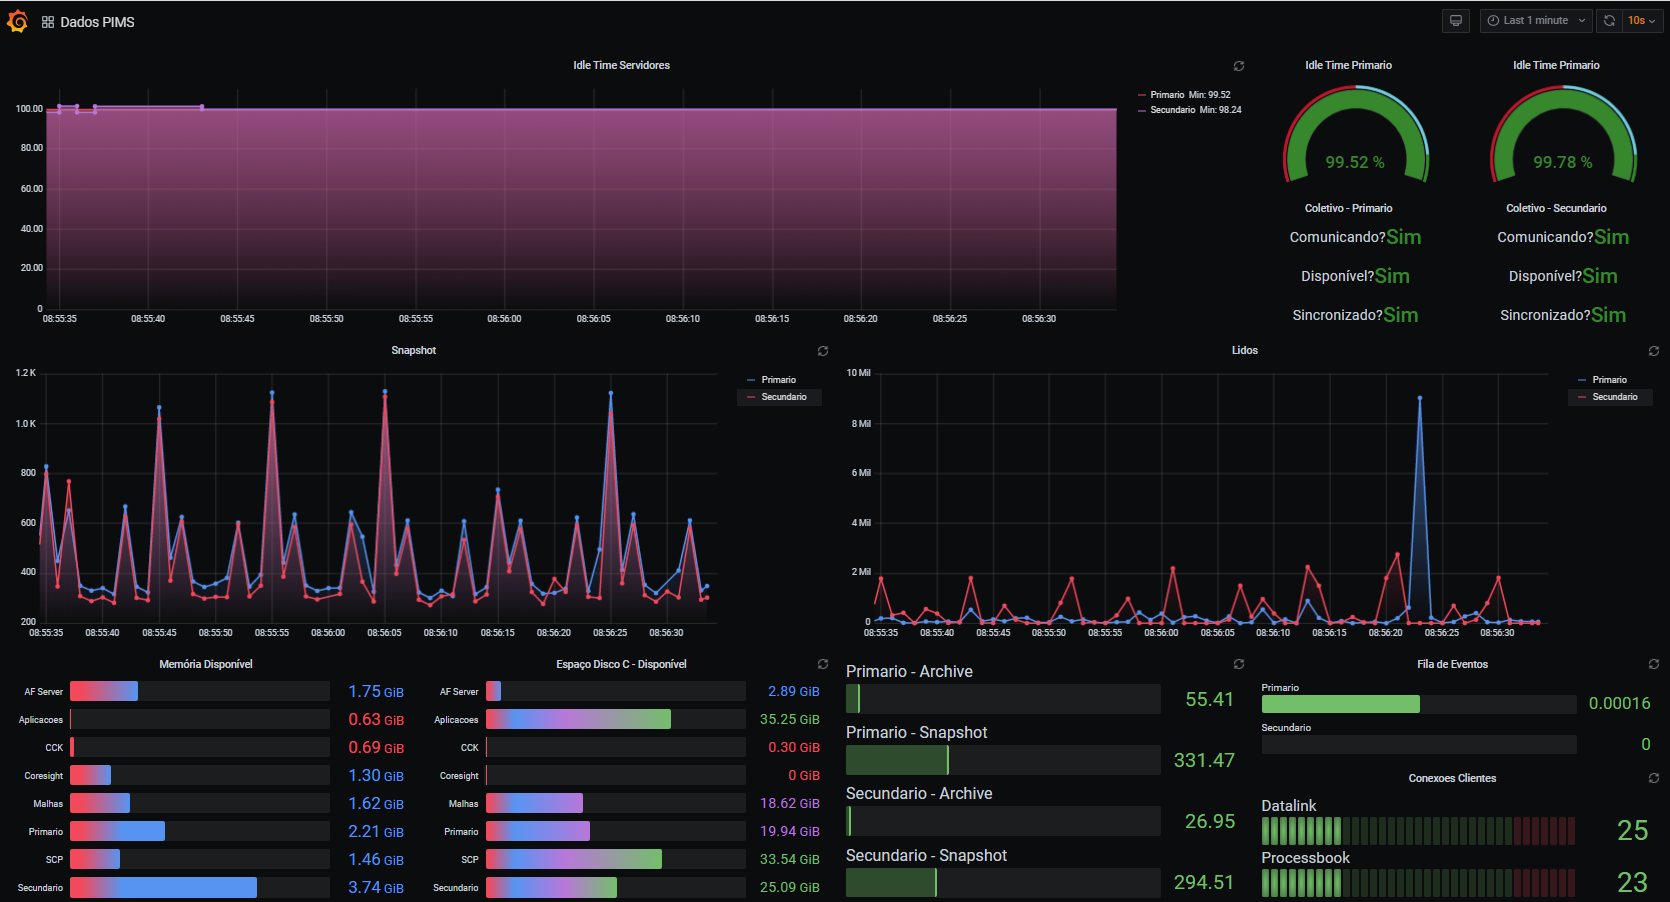 Dados PIMS
Last 1 minute
10s
Idle Time Servidores
100.00
80.00
60.00
40.00
20.00
0
08:55:35 08:55:40 08:55:45 08:55:50 08:55:55 08:56:00 08:56:05 08:56:10 08:56:15 08:56:20 08:56:25 08:56:30
Primario Min: 99.52
Secundario Min: 98.24
Idle Time Primario
99.52 %
Idle Time Primario
99.78 %
Coletivo - Primario
Comunicando?Sim
Disponível?Sim
Sincronizado?Sim
Coletivo - Secundario
Comunicando?Sim
Disponível?Sim
Sincronizado?Sim
Snapshot
1.2 K
1.0 K
800
600
400
200
08:55:35 08:55:40 08:55:45 08:55:50 08:55:55 08:56:00 08:56:05 08:56:10 08:56:15 08:56:20 08:56:25 08:56:30
Primario
Secundario
Lidos
10 Mil
8 Mil
6 Mil
4 Mil
2 Mil
0
08:55:35 08:55:40 08:55:45 08:55:50 08:55:55 08:56:00 08:56:05 08:56:10 08:56:15 08:56:20 08:56:25 08:56:30
Primario
Secundario
Memória Disponível
AF Server 1.75 GiB
Aplicacoes 0.63 GiB
CCK 0.69 GiB
Coresight 1.30 GiB
Malhas 1.62 GiB
Primario 2.21 GiB
SCP 1.46 GiB
Secundario 3.74 GiB
Espaço Disco C - Disponível
AF Server 2.89 GiB
Aplicacoes 35.25 GiB
CCK 0.30 GiB
Coresight 0 GiB
Malhas 18.62 GiB
Primario 19.94 GiB
SCP 33.54 GiB
Secundario 25.09 GiB
Primario - Archive
55.41
Primario - Snapshot
331.47
Secundario - Archive
26.95
Secundario - Snapshot
294.51
Fila de Eventos
Primario
0.00016
Secundario
0
Conexoes Clientes
Datalink
25
Processbook
23